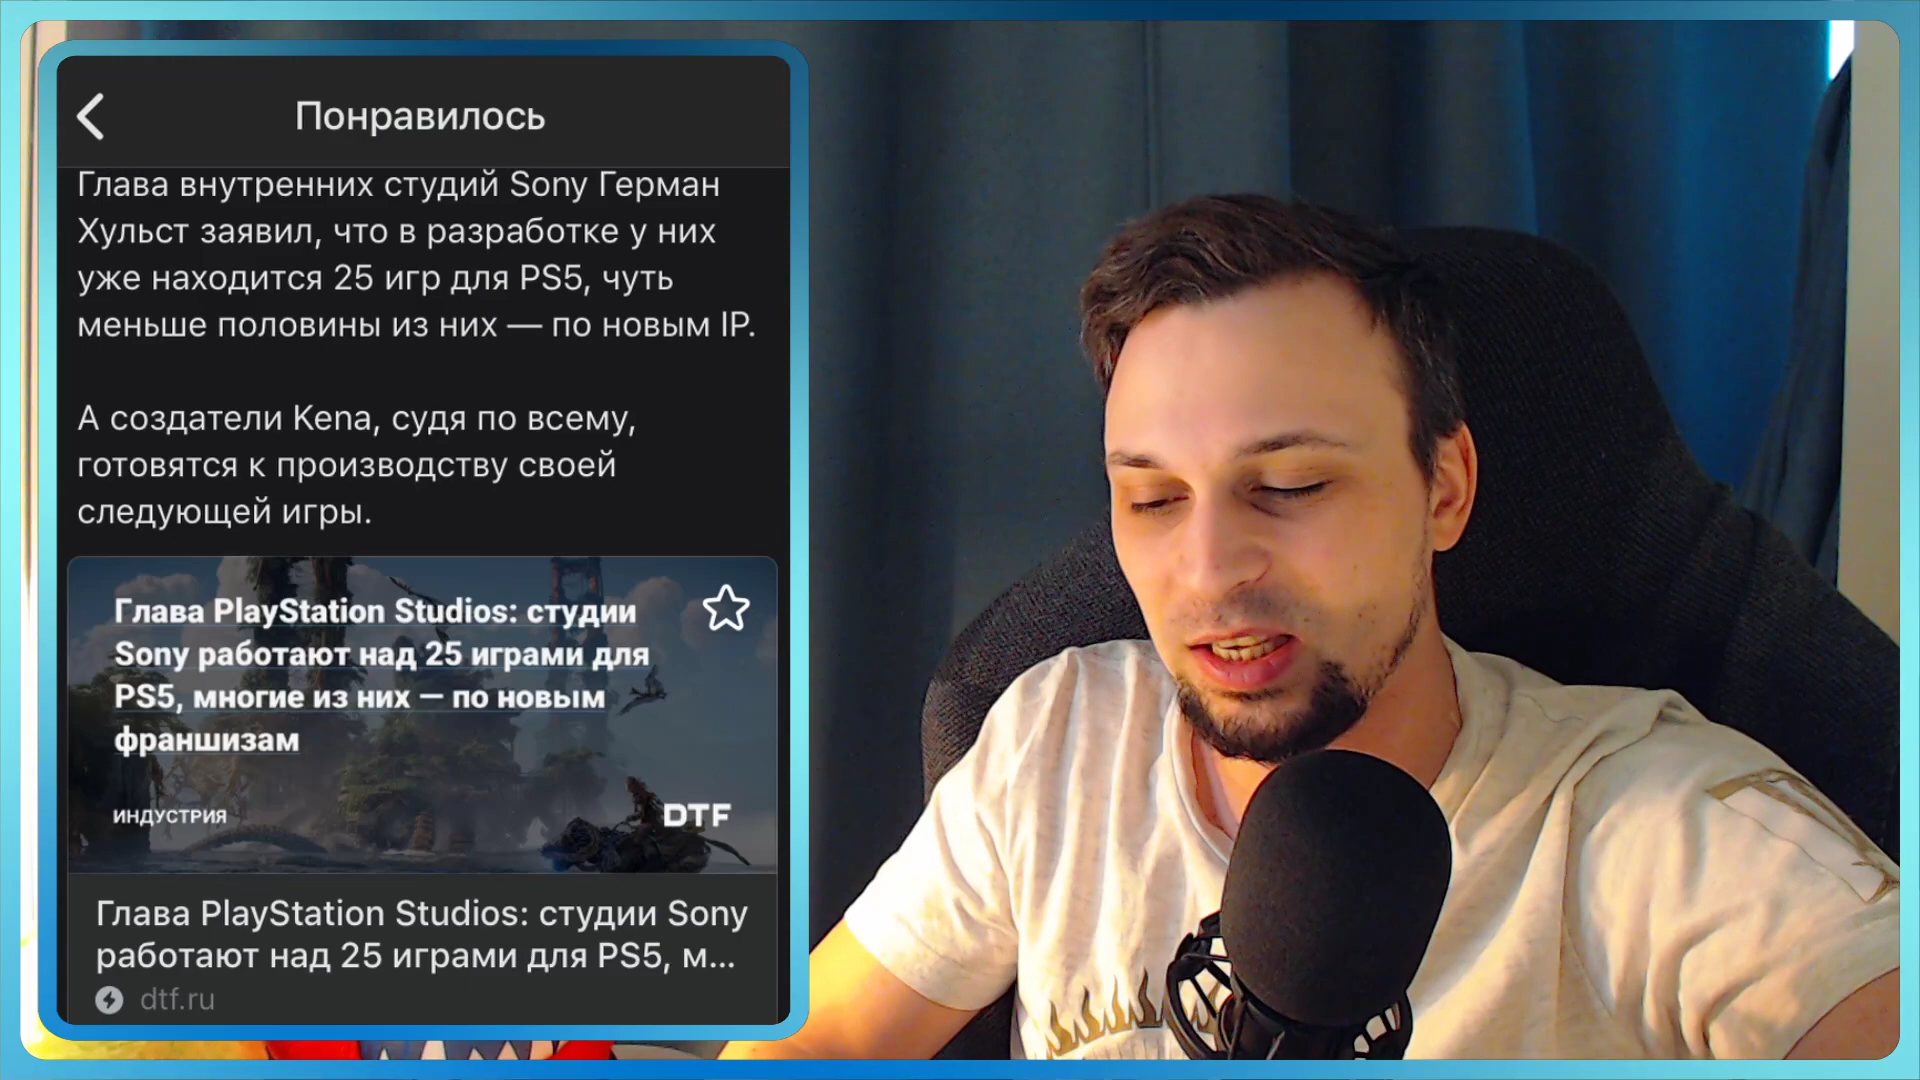 Понравилось
Глава внутренних студий Sony Герман
Хульст заявил, что в разработке у них
уже находится 25 игр для PS5, чуть
меньше половины из них — по новым IP.
А создатели Kena, судя по всему,
готовятся к производству своей
следующей игры.
Глава PlayStation Studios: студии
Sony работают над 25 играми для
PS5, многие из них — по новым
франшизам
ИНДУСТРИЯ
DTF
Глава PlayStation Studios: студии Sony
работают над 25 играми для PS5, м...
dtf.ru